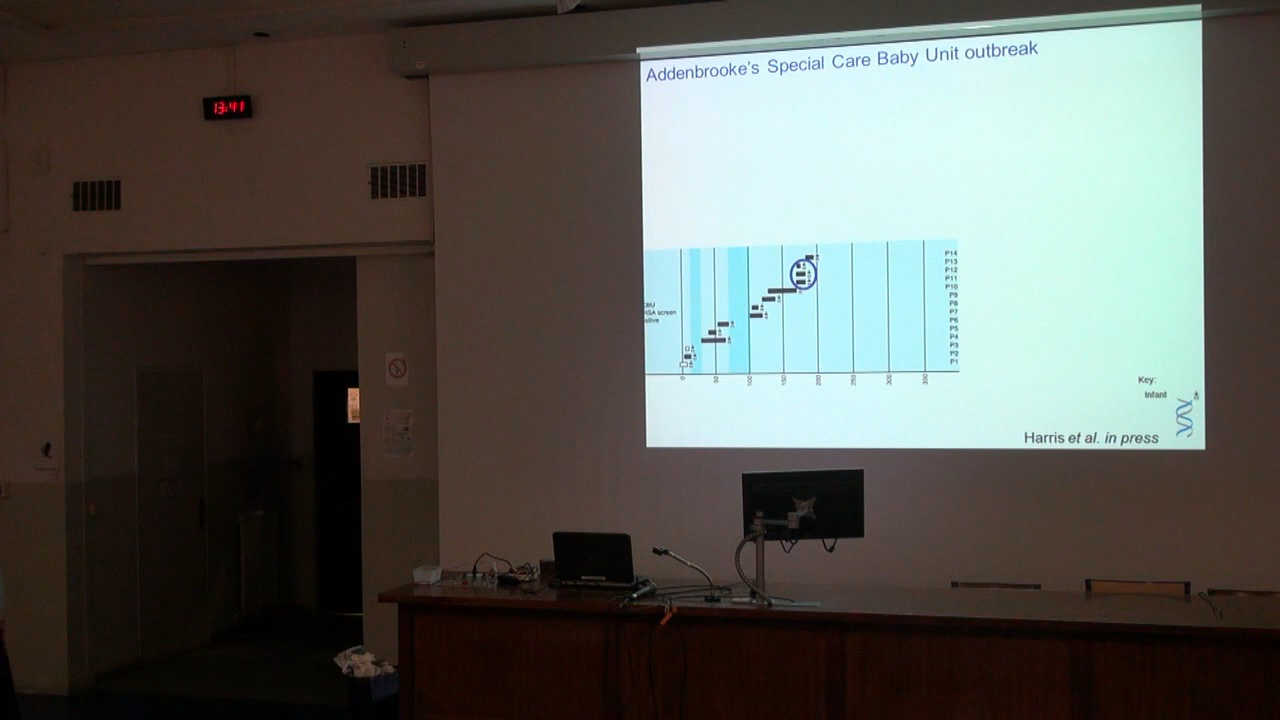 13:41
Addenbrooke's Special Care Baby Unit outbreak
P14
P13
P12
P11
P10
P9
P8
P7
P6
P5
P4
P3
P2
P1
screen
0
50
100
150
200
250
300
350
Key:
Infant
Harris et al. in press